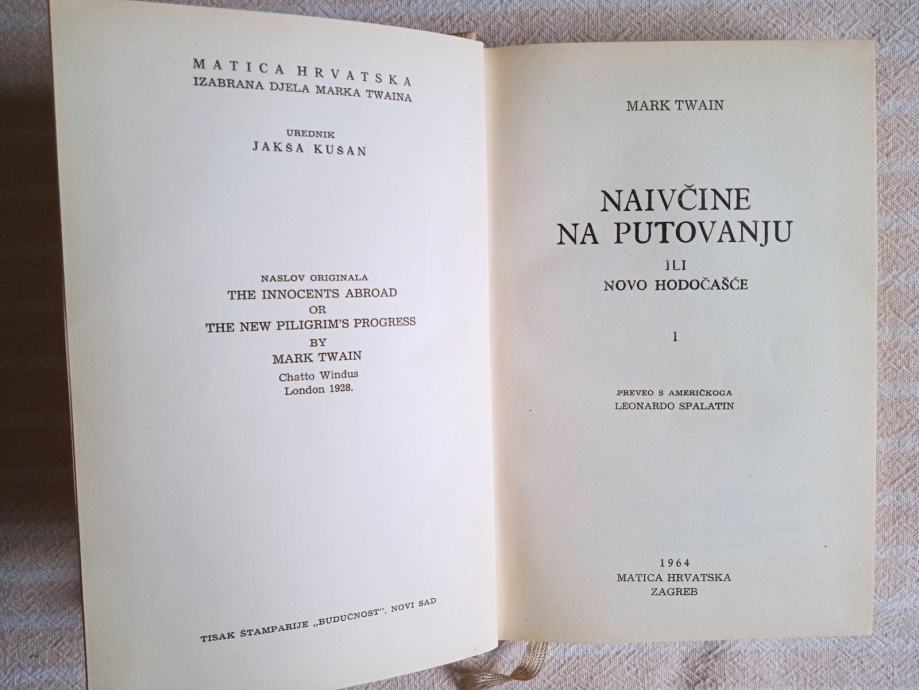 MATICA HRVATSKA
IZABRANA DJELA MARKA TWAINA
UREDNIK
JAKŠA KUŠAN
NASLOV ORIGINALA
THE INNOCENTS ABROAD
OR
THE NEW PILIGRIM'S PROGRESS
BY
MARK TWAIN
Chatto Windus
London 1928.
TISAK ŠTAMPARIJE „BUDUĆNOST", NOVI SAD
MARK TWAIN
NAIVČINE
NA PUTOVANJU
ILI
NOVO HODOČAŠĆE
I
PREVEO S AMERIČKOGA
LEONARDO SPALATIN
1964
MATICA HRVATSKA
ZAGREB